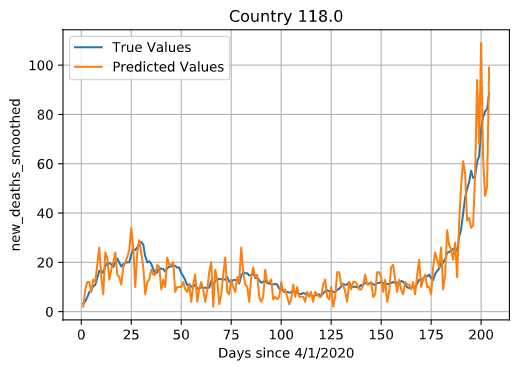 Country 118.0
True Values
Predicted Values
new_deaths_smoothed
100
80
60
40
20
0
0 25 50 75 100 125 150 175 200
Days since 4/1/2020